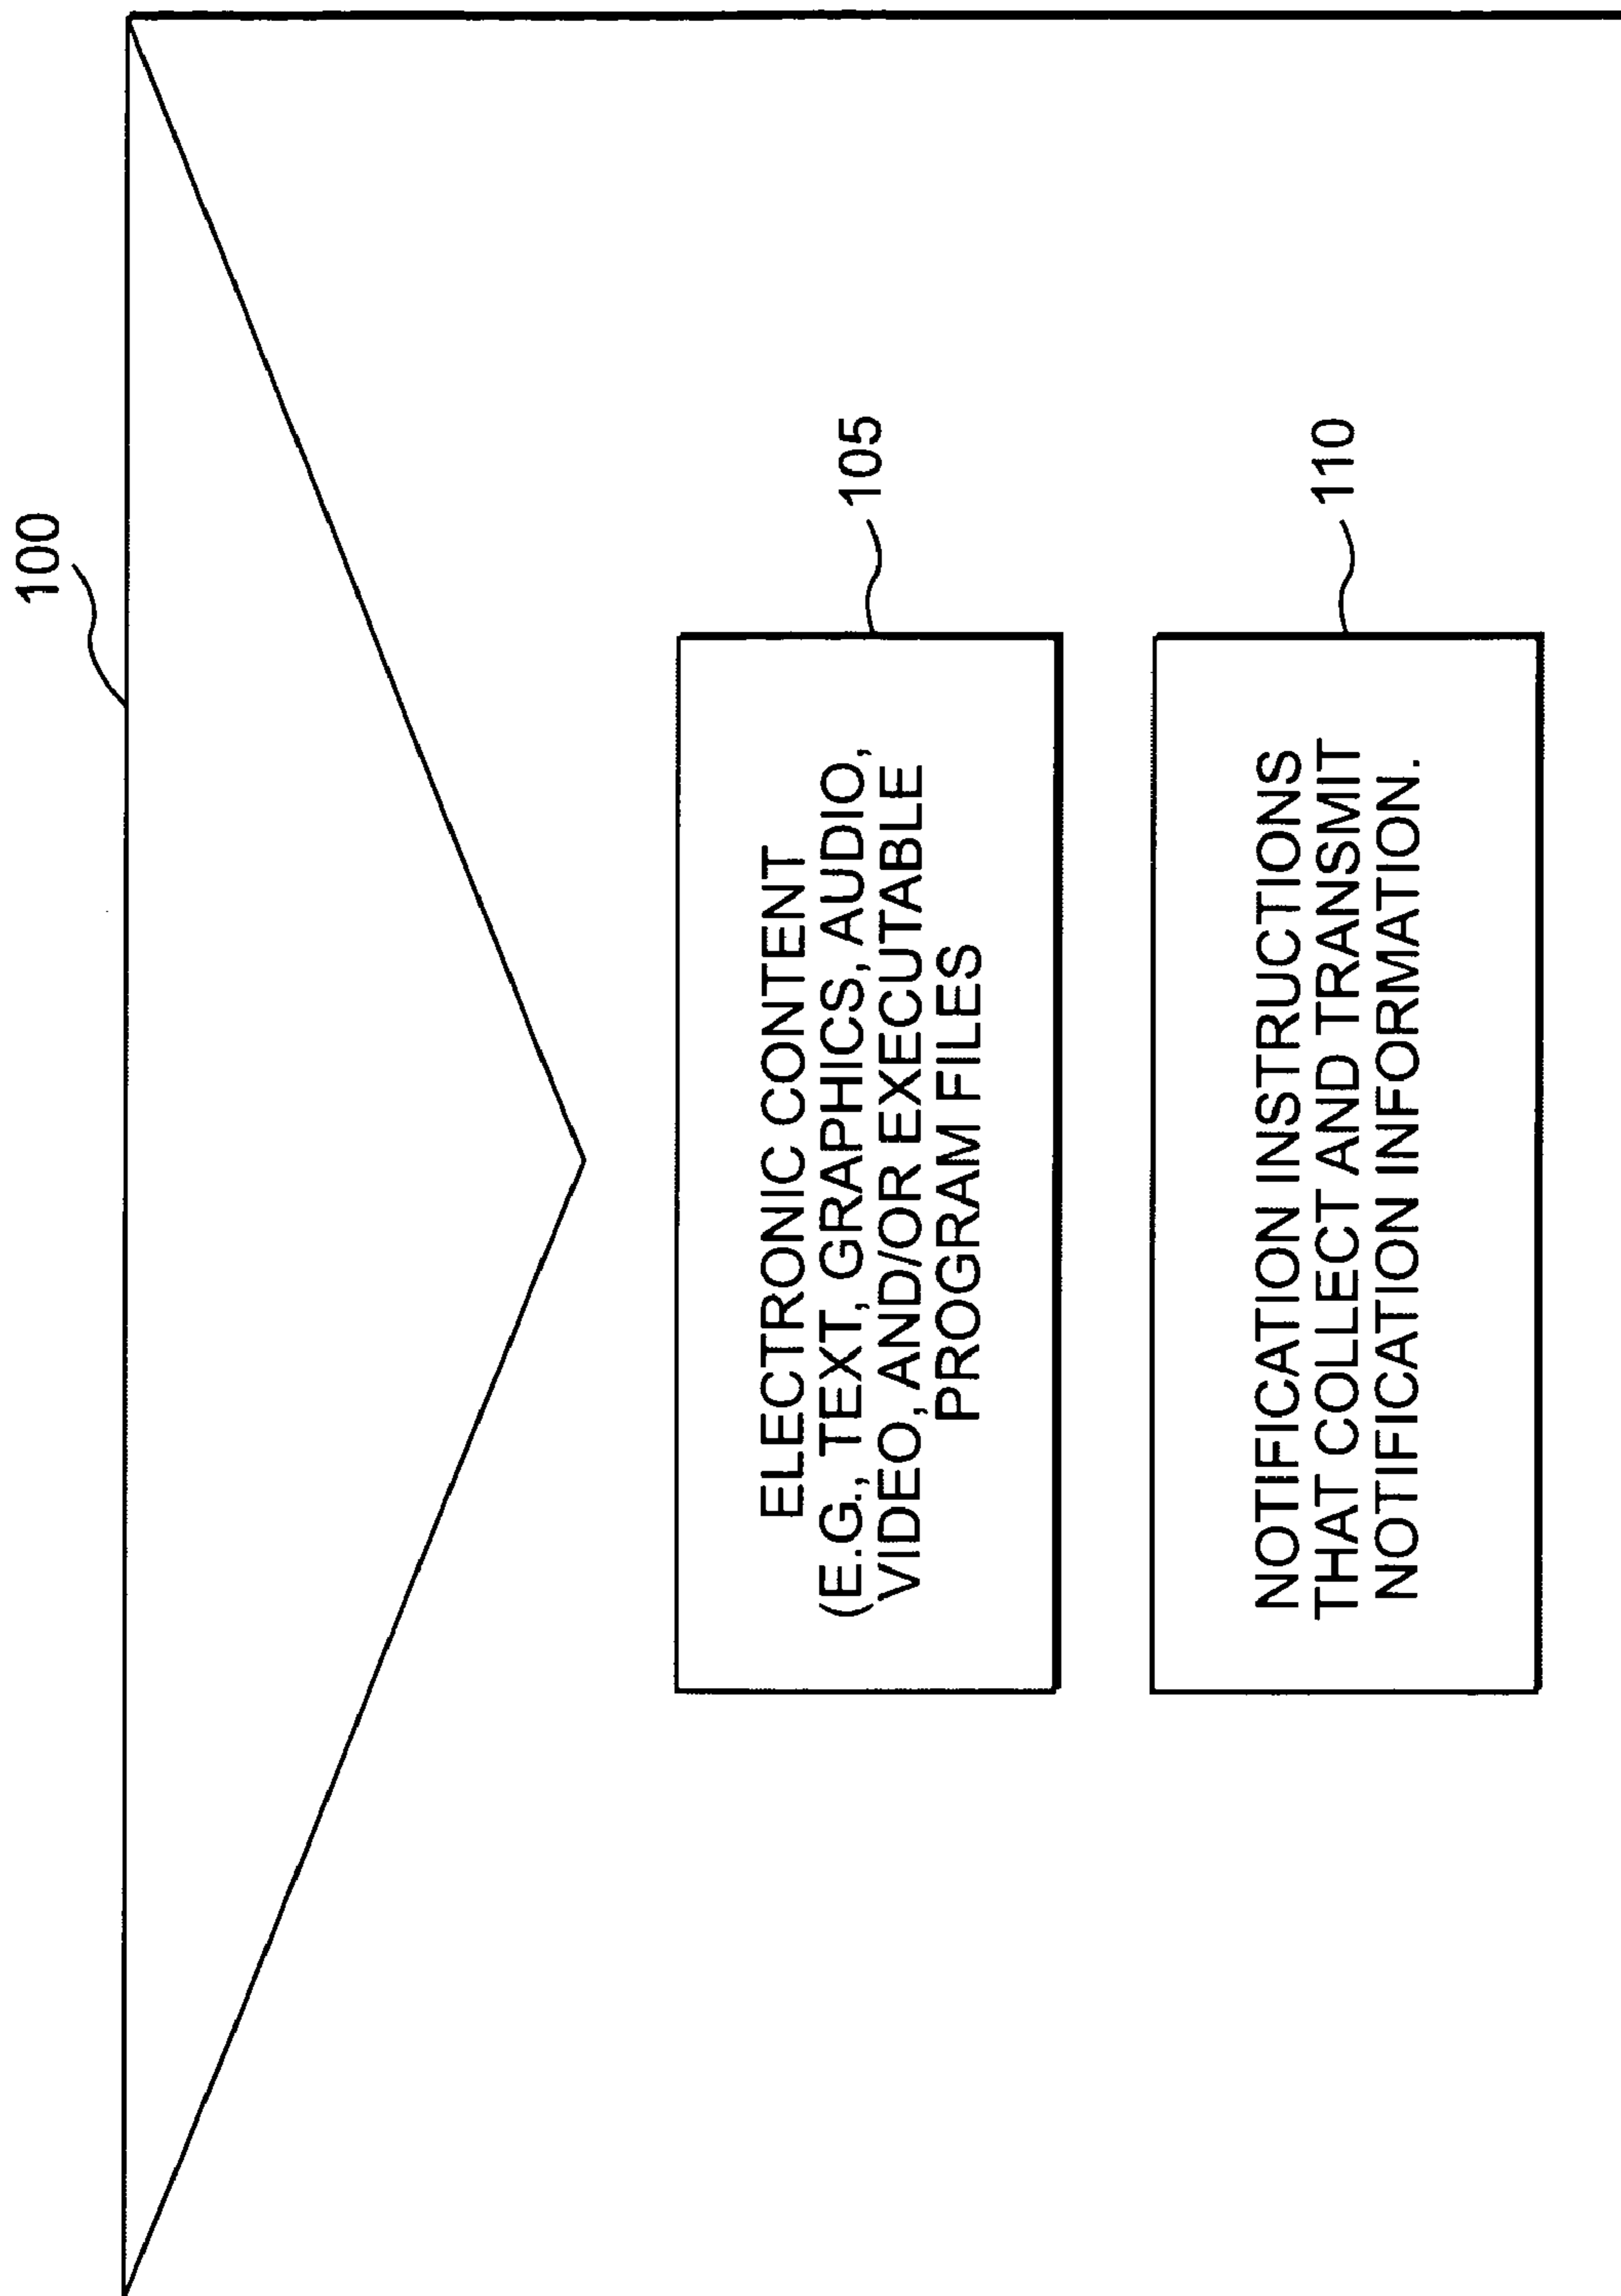 100
ELECTRONIC CONTENT
(E.G., TEXT, GRAPHICS, AUDIO,
VIDEO, AND/OR EXECUTABLE
PROGRAM FILES
105
NOTIFICATION INSTRUCTIONS
THAT COLLECT AND TRANSMIT
NOTIFICATION INFORMATION.
110